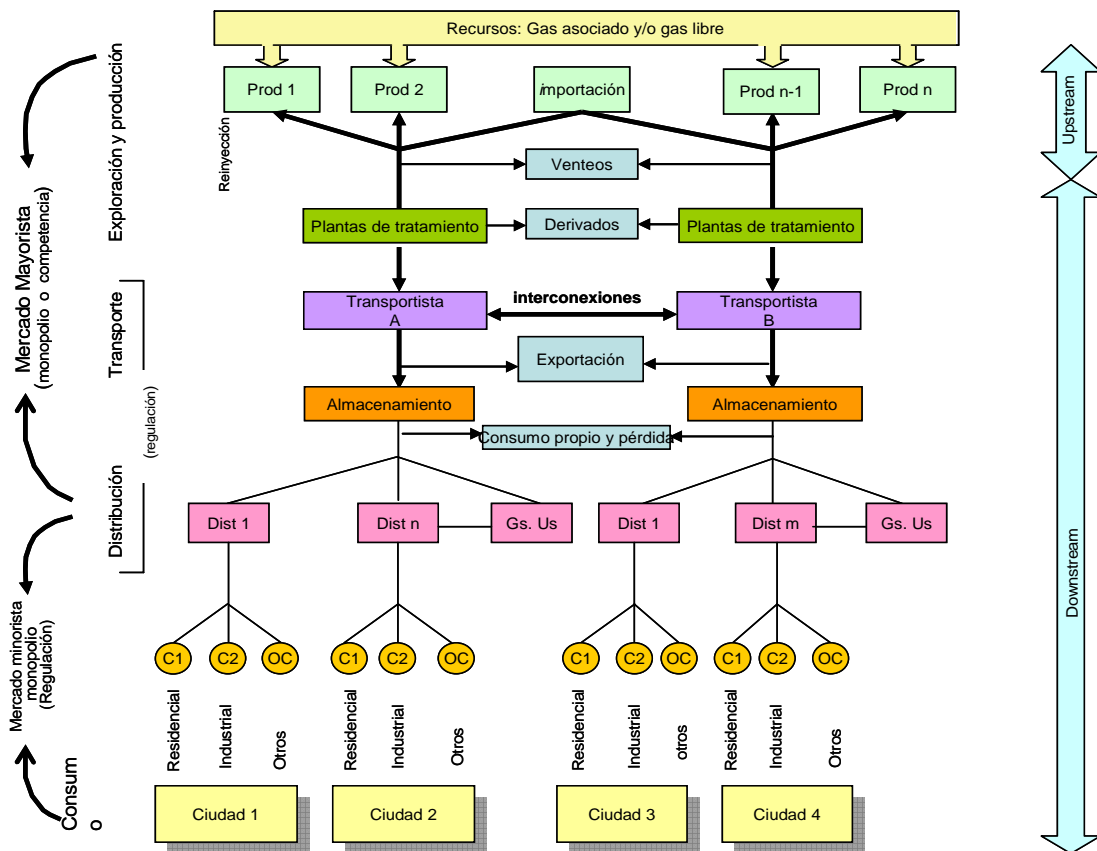 Recursos: Gas asociado y/o gas libre
Prod 1
Prod 2
importación
Prod n-1
Prod n
Upstream
Exploración y producción
Reinyección
Venteos
Mercado Mayorista
(monopolio o competencia)
Plantas de tratamiento
Derivados
Plantas de tratamiento
Transporte
Transportista
A
interconexiones
Transportista
B
Exportación
(regulación)
Almacenamiento
Almacenamiento
Consumo propio y pérdida
Distribución
Dist 1
Dist n
Gs. Us
Dist 1
Dist m
Gs. Us
Downstream
Mercado minorista
monopolio
(Regulación)
C1
C2
OC
C1
C2
OC
C1
C2
OC
C1
C2
OC
Residencial
Industrial
Otros
Residencial
Industrial
Otros
Residencial
Industrial
otros
Residencial
Industrial
Otros
Consum
o
Ciudad 1
Ciudad 2
Ciudad 3
Ciudad 4